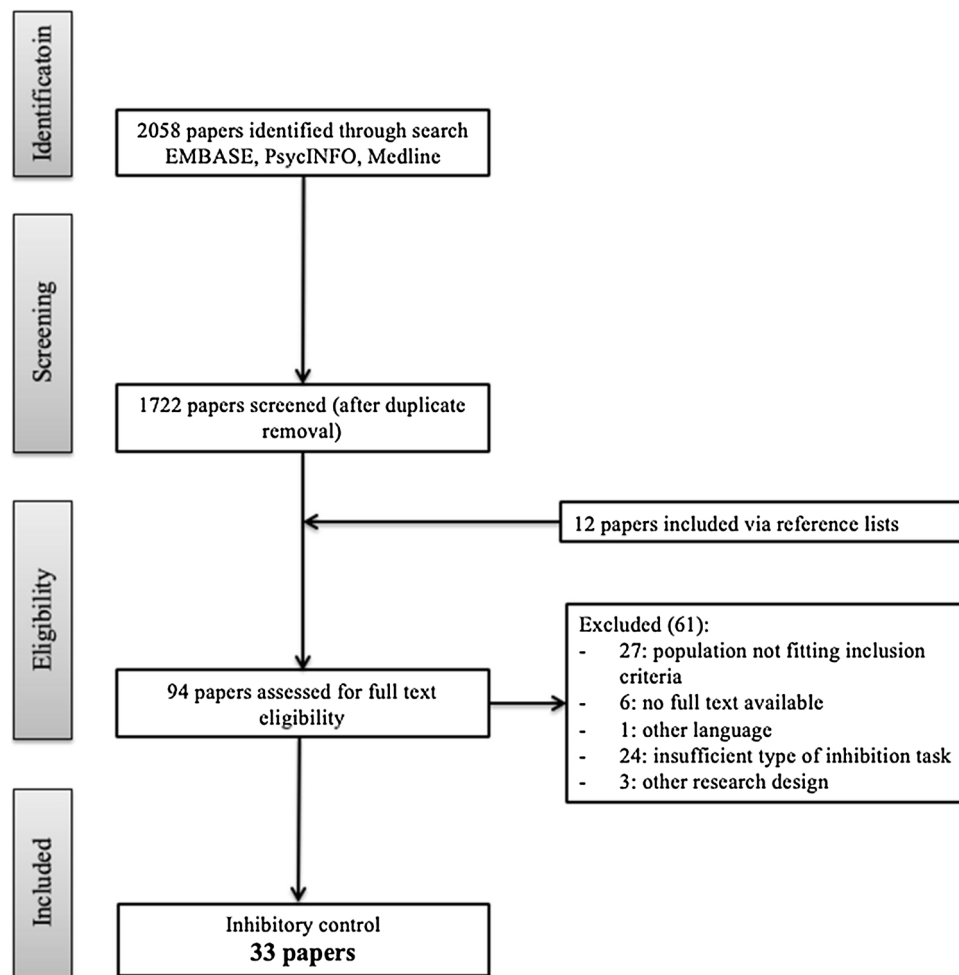 Identificatoin
2058 papers identified through search
EMBASE, PsycINFO, Medline
Screening
1722 papers screened (after duplicate
removal)
12 papers included via reference lists
Eligibility
94 papers assessed for full text
eligibility
Excluded (61):
- 27: population not fitting inclusion
criteria
- 6: no full text available
- 1: other language
- 24: insufficient type of inhibition task
- 3: other research design
Included
Inhibitory control
33 papers